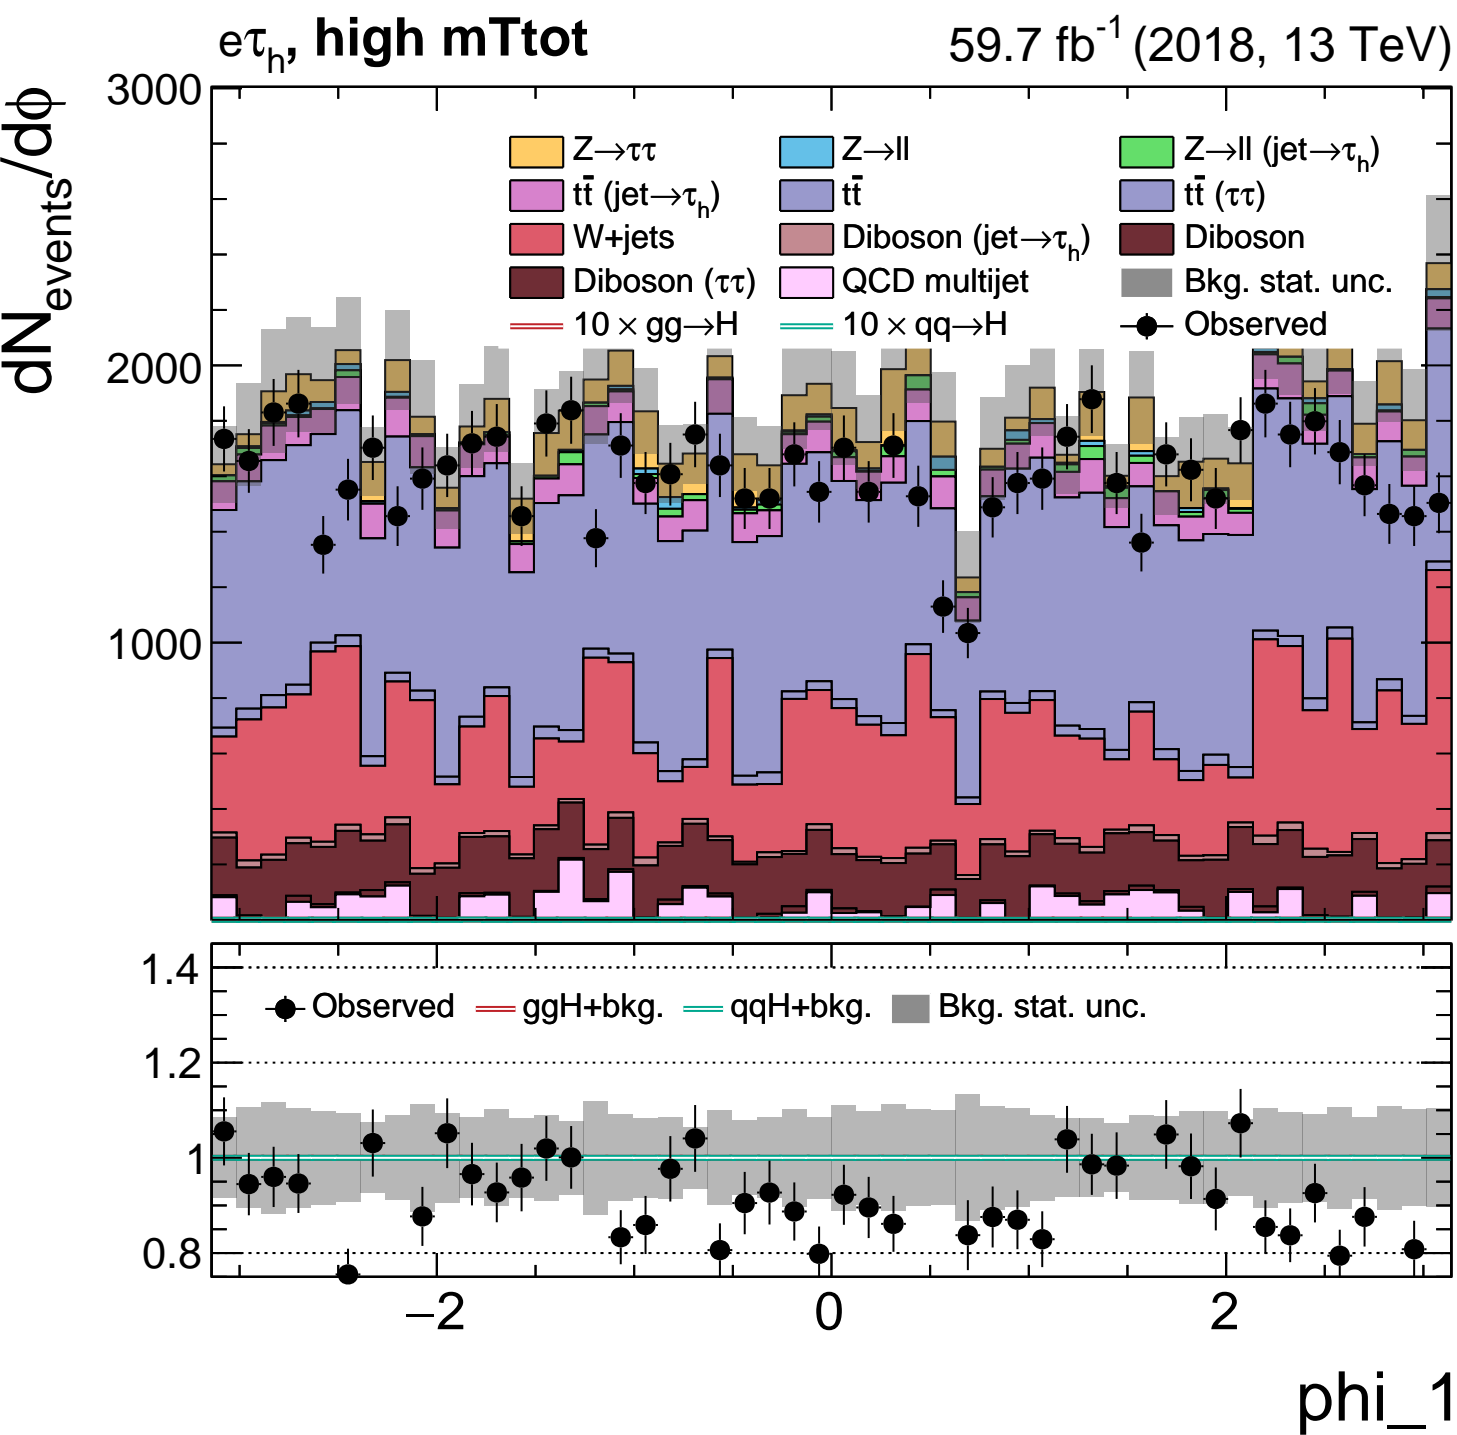 eτh, high mTtot
59.7 fb-1 (2018, 13 TeV)
dNevents/dϕ
3000
2000
1000
Z→ττ
Z→ll
Z→ll (jet→τh)
tt̄ (jet→τh)
tt̄
tt̄ (ττ)
W+jets
Diboson (jet→τh)
Diboson
Diboson (ττ)
QCD multijet
Bkg. stat. unc.
10 × gg→H
10 × qq→H
Observed
1.4
1.2
1
0.8
Observed
ggH+bkg.
qqH+bkg.
Bkg. stat. unc.
−2
0
2
phi_1